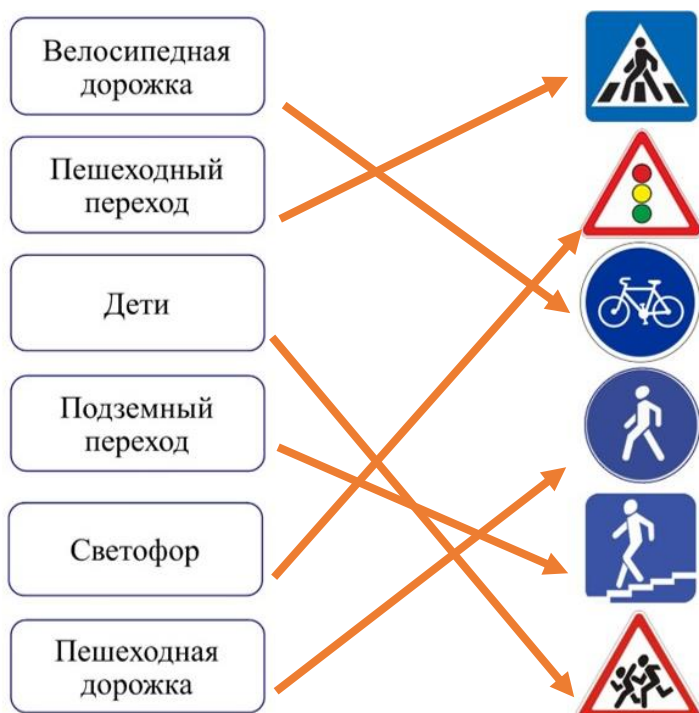 Велосипедная
дорожка
Пешеходный
переход
Дети
Подземный
переход
Светофор
Пешеходная
дорожка